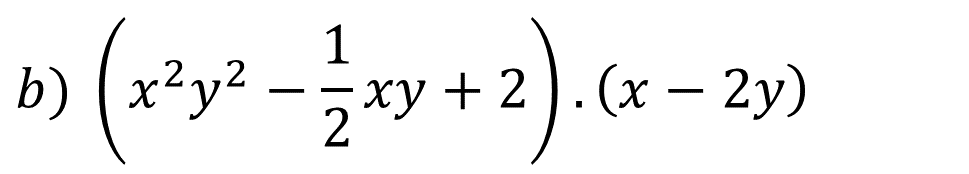 b) (x²y² − 1/2 xy + 2) . (x − 2y)